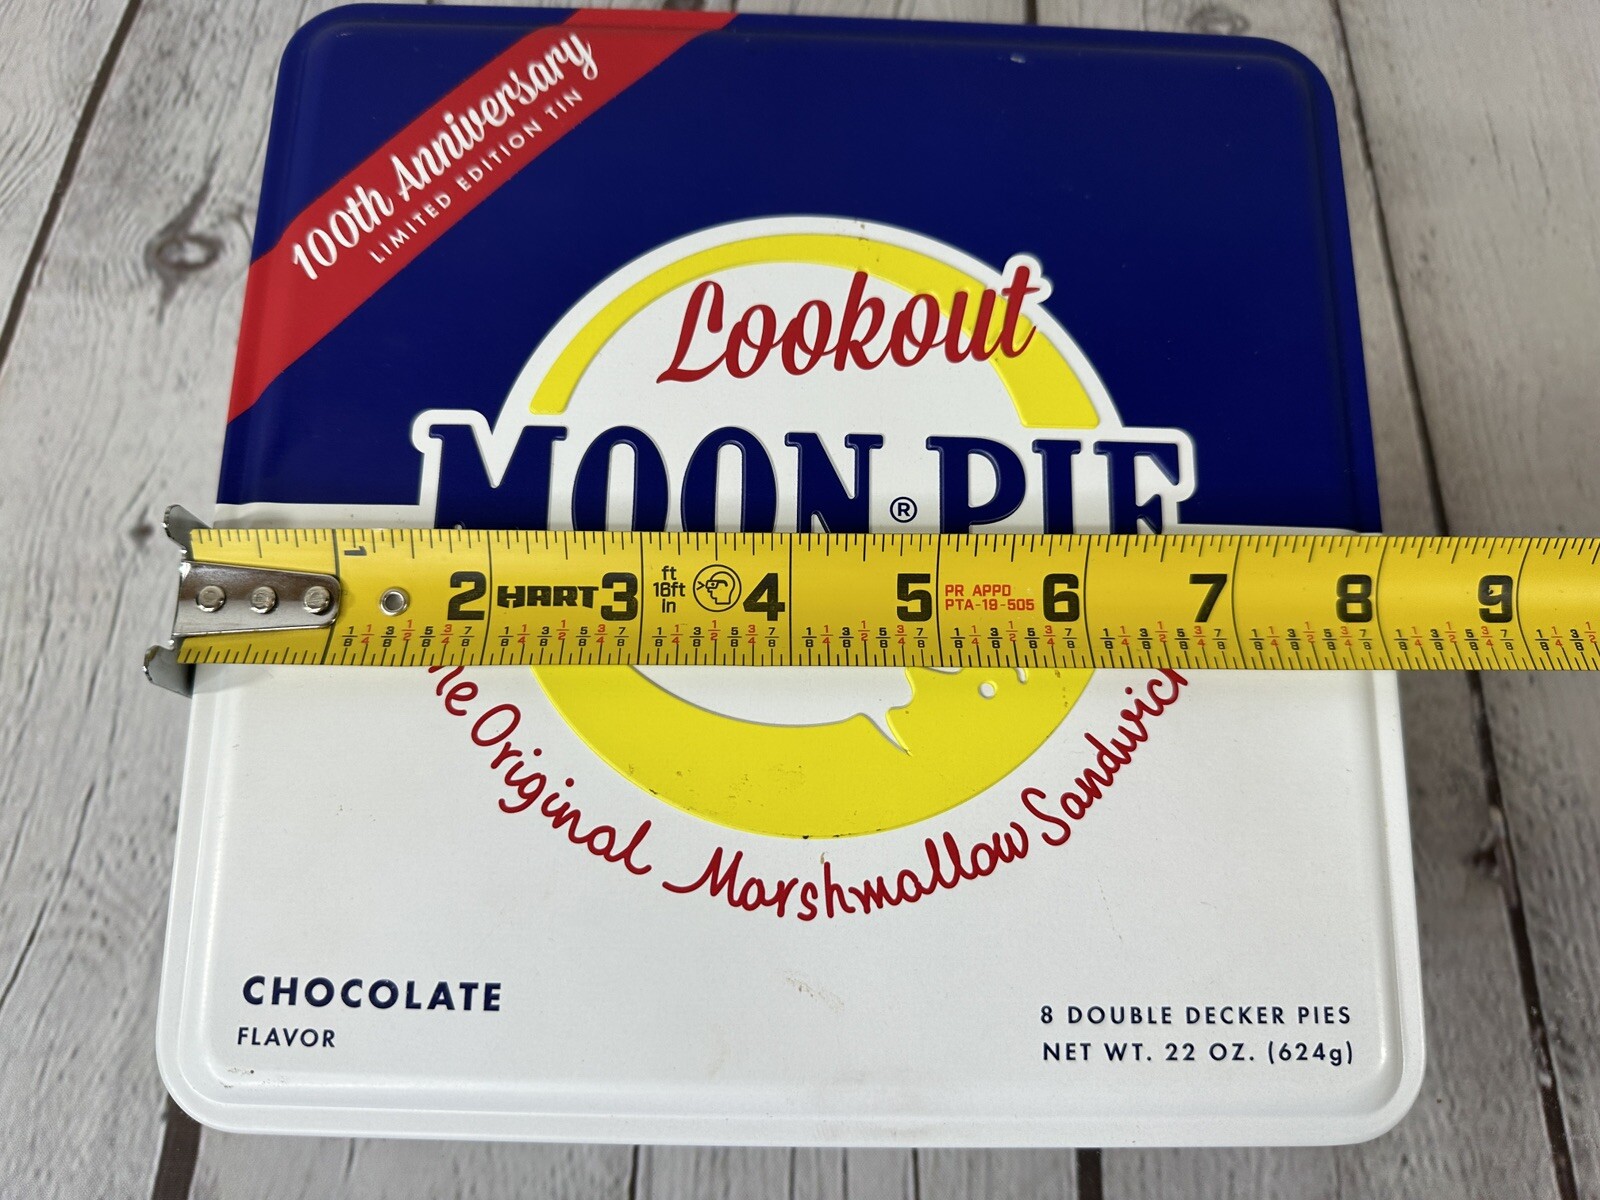 100th Anniversary
LIMITED EDITION TIN
Lookout
MOON PIE
®
1 2 HART 3 ft 16ft in 4 5 PR APPD PTA-19-505 6 7 8 9
Original Marshmallow Sandwich
CHOCOLATE
FLAVOR
8 DOUBLE DECKER PIES
NET WT. 22 OZ. (624g)